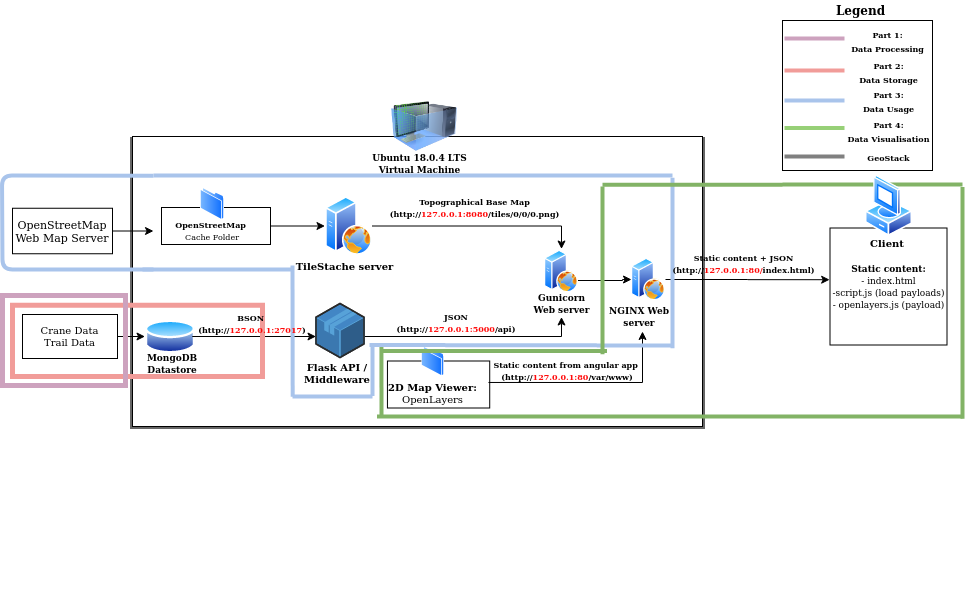 Legend
Part 1:
Data Processing
Part 2:
Data Storage
Part 3:
Data Usage
Part 4:
Data Visualisation
GeoStack
Ubuntu 18.0.4 LTS
Virtual Machine
OpenStreetMap
Web Map Server
OpenStreetMap
Cache Folder
TileStache server
Topographical Base Map
(http:/127.0.0.1:8080/tiles/0/0/0.png)
Gunicorn
Web server
NGINX Web
server
Static content + JSON
(http:/127.0.0.1:80/index.html)
Client
Static content:
- index.html
-script.js (load payloads)
- openlayers.js (payload)
Crane Data
Trail Data
MongoDB
Datastore
BSON
(http:/127.0.0.1:27017)
Flask API /
Middleware
JSON
(http:/127.0.0.1:5000/api)
2D Map Viewer:
OpenLayers
Static content from angular app
(http:/127.0.0.1:80/var/www)